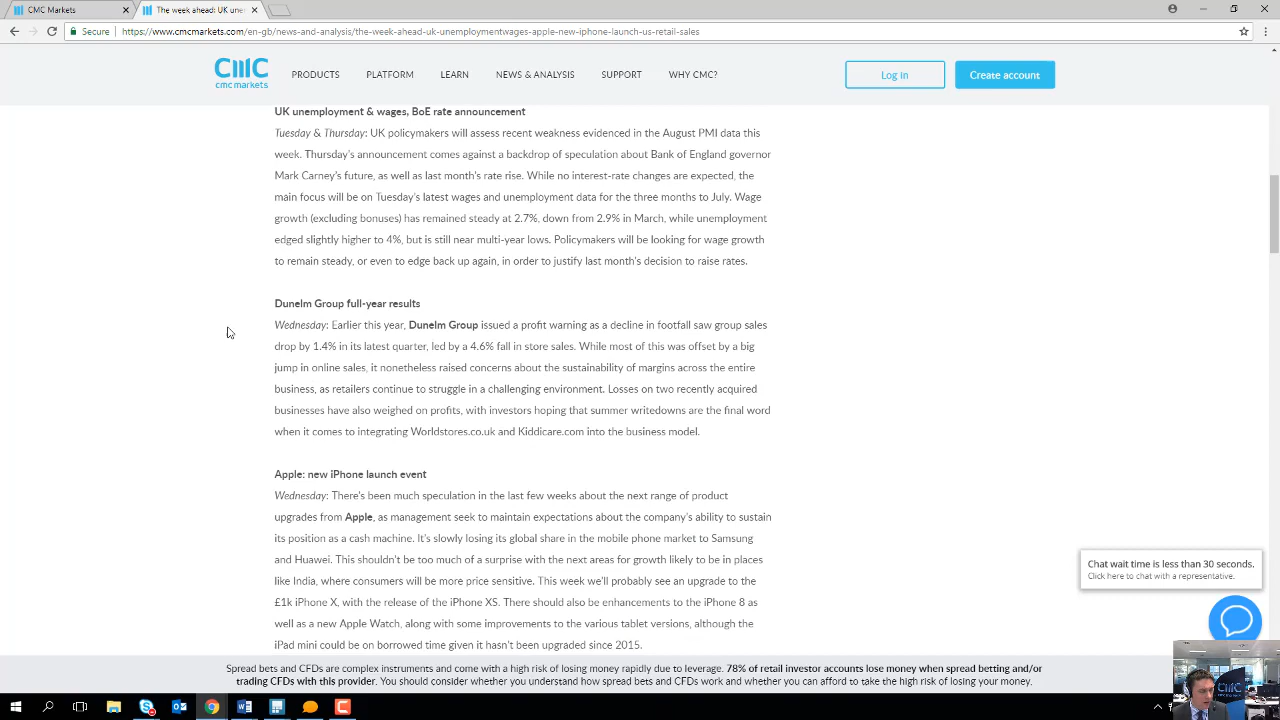 CMC Markets
The week ahead: UK une
Secure
https://www.cmcmarkets.com/en-gb/news-and-analysis/the-week-ahead-uk-unemploymentwages-apple-new-iphone-launch-us-retail-sales
cmc markets
PRODUCTS
PLATFORM
LEARN
NEWS & ANALYSIS
SUPPORT
WHY CMC?
Log in
Create account
UK unemployment & wages, BoE rate announcement
Tuesday & Thursday: UK policymakers will assess recent weakness evidenced in the August PMI data this
week. Thursday's announcement comes against a backdrop of speculation about Bank of England governor
Mark Carney's future, as well as last month's rate rise. While no interest-rate changes are expected, the
main focus will be on Tuesday's latest wages and unemployment data for the three months to July. Wage
growth (excluding bonuses) has remained steady at 2.7%, down from 2.9% in March, while unemployment
edged slightly higher to 4%, but is still near multi-year lows. Policymakers will be looking for wage growth
to remain steady, or even to edge back up again, in order to justify last month's decision to raise rates.
Dunelm Group full-year results
Wednesday: Earlier this year, Dunelm Group issued a profit warning as a decline in footfall saw group sales
drop by 1.4% in its latest quarter, led by a 4.6% fall in store sales. While most of this was offset by a big
jump in online sales, it nonetheless raised concerns about the sustainability of margins across the entire
business, as retailers continue to struggle in a challenging environment. Losses on two recently acquired
businesses have also weighed on profits, with investors hoping that summer writedowns are the final word
when it comes to integrating Worldstores.co.uk and Kiddicare.com into the business model.
Apple: new iPhone launch event
Wednesday: There's been much speculation in the last few weeks about the next range of product
upgrades from Apple, as management seek to maintain expectations about the company's ability to sustain
its position as a cash machine. It's slowly losing its global share in the mobile phone market to Samsung
and Huawei. This shouldn't be too much of a surprise with the next areas for growth likely to be in places
like India, where consumers will be more price sensitive. This week we'll probably see an upgrade to the
£1k iPhone X, with the release of the iPhone XS. There should also be enhancements to the iPhone 8 as
well as a new Apple Watch, along with some improvements to the various tablet versions, although the
iPad mini could be on borrowed time given it hasn't been upgraded since 2015.
Chat wait time is less than 30 seconds.
Click here to chat with a representative.
Spread bets and CFDs are complex instruments and come with a high risk of losing money rapidly due to leverage. 78% of retail investor accounts lose money when spread betting and/or
trading CFDs with this provider. You should consider whether you understand how spread bets and CFDs work and whether you can afford to take the high risk of losing your money.